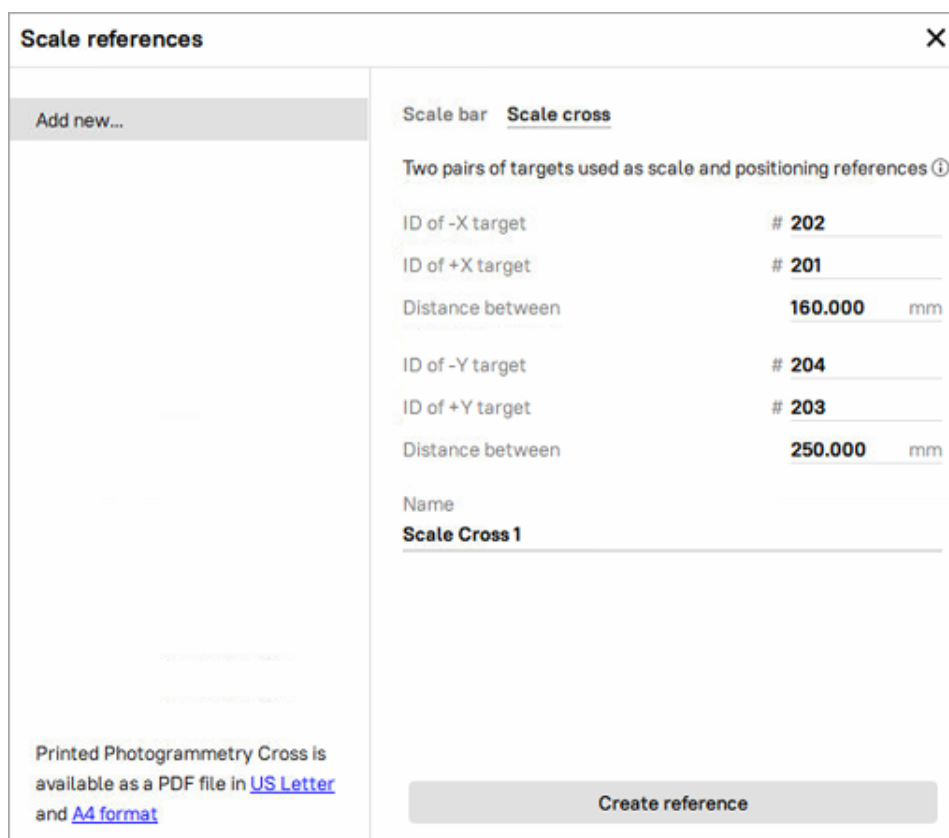 Scale references
Add new...
Scale bar Scale cross
Two pairs of targets used as scale and positioning references
ID of -X target # 202
ID of +X target # 201
Distance between 160.000 mm
ID of -Y target # 204
ID of +Y target # 203
Distance between 250.000 mm
Name
Scale Cross 1
Printed Photogrammetry Cross is
available as a PDF file in US Letter
and A4 format
Create reference